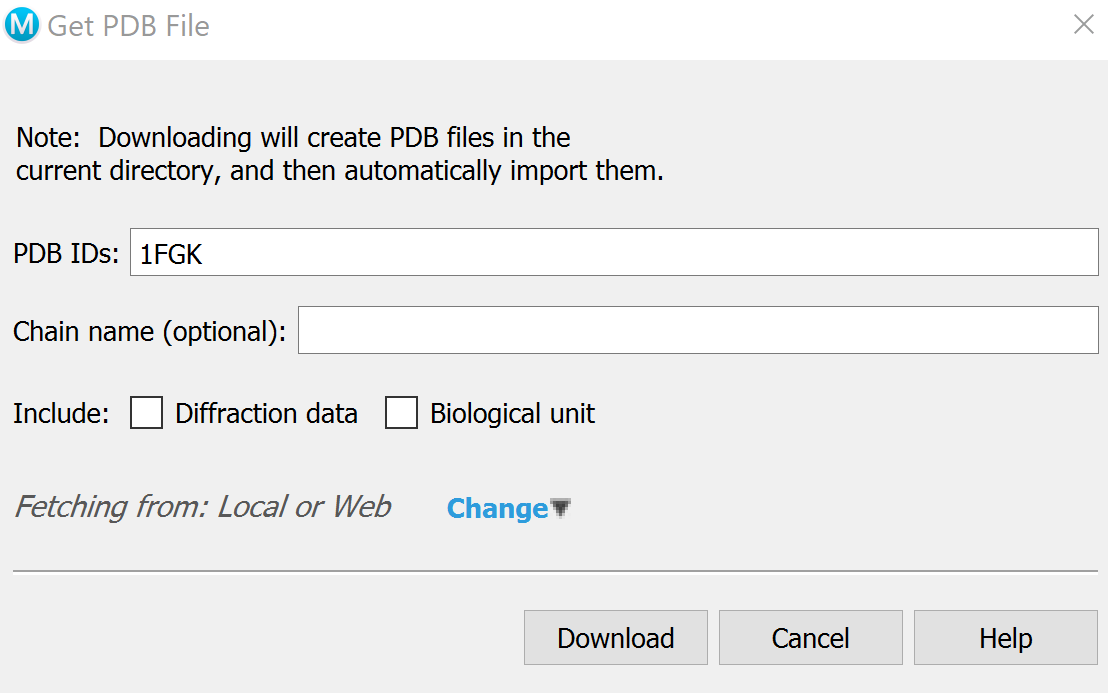 M Get PDB File
Note:  Downloading will create PDB files in the
current directory, and then automatically import them.
PDB IDs: 1FGK
Chain name (optional):
Include: Diffraction data Biological unit
Fetching from: Local or Web Change
Download Cancel Help